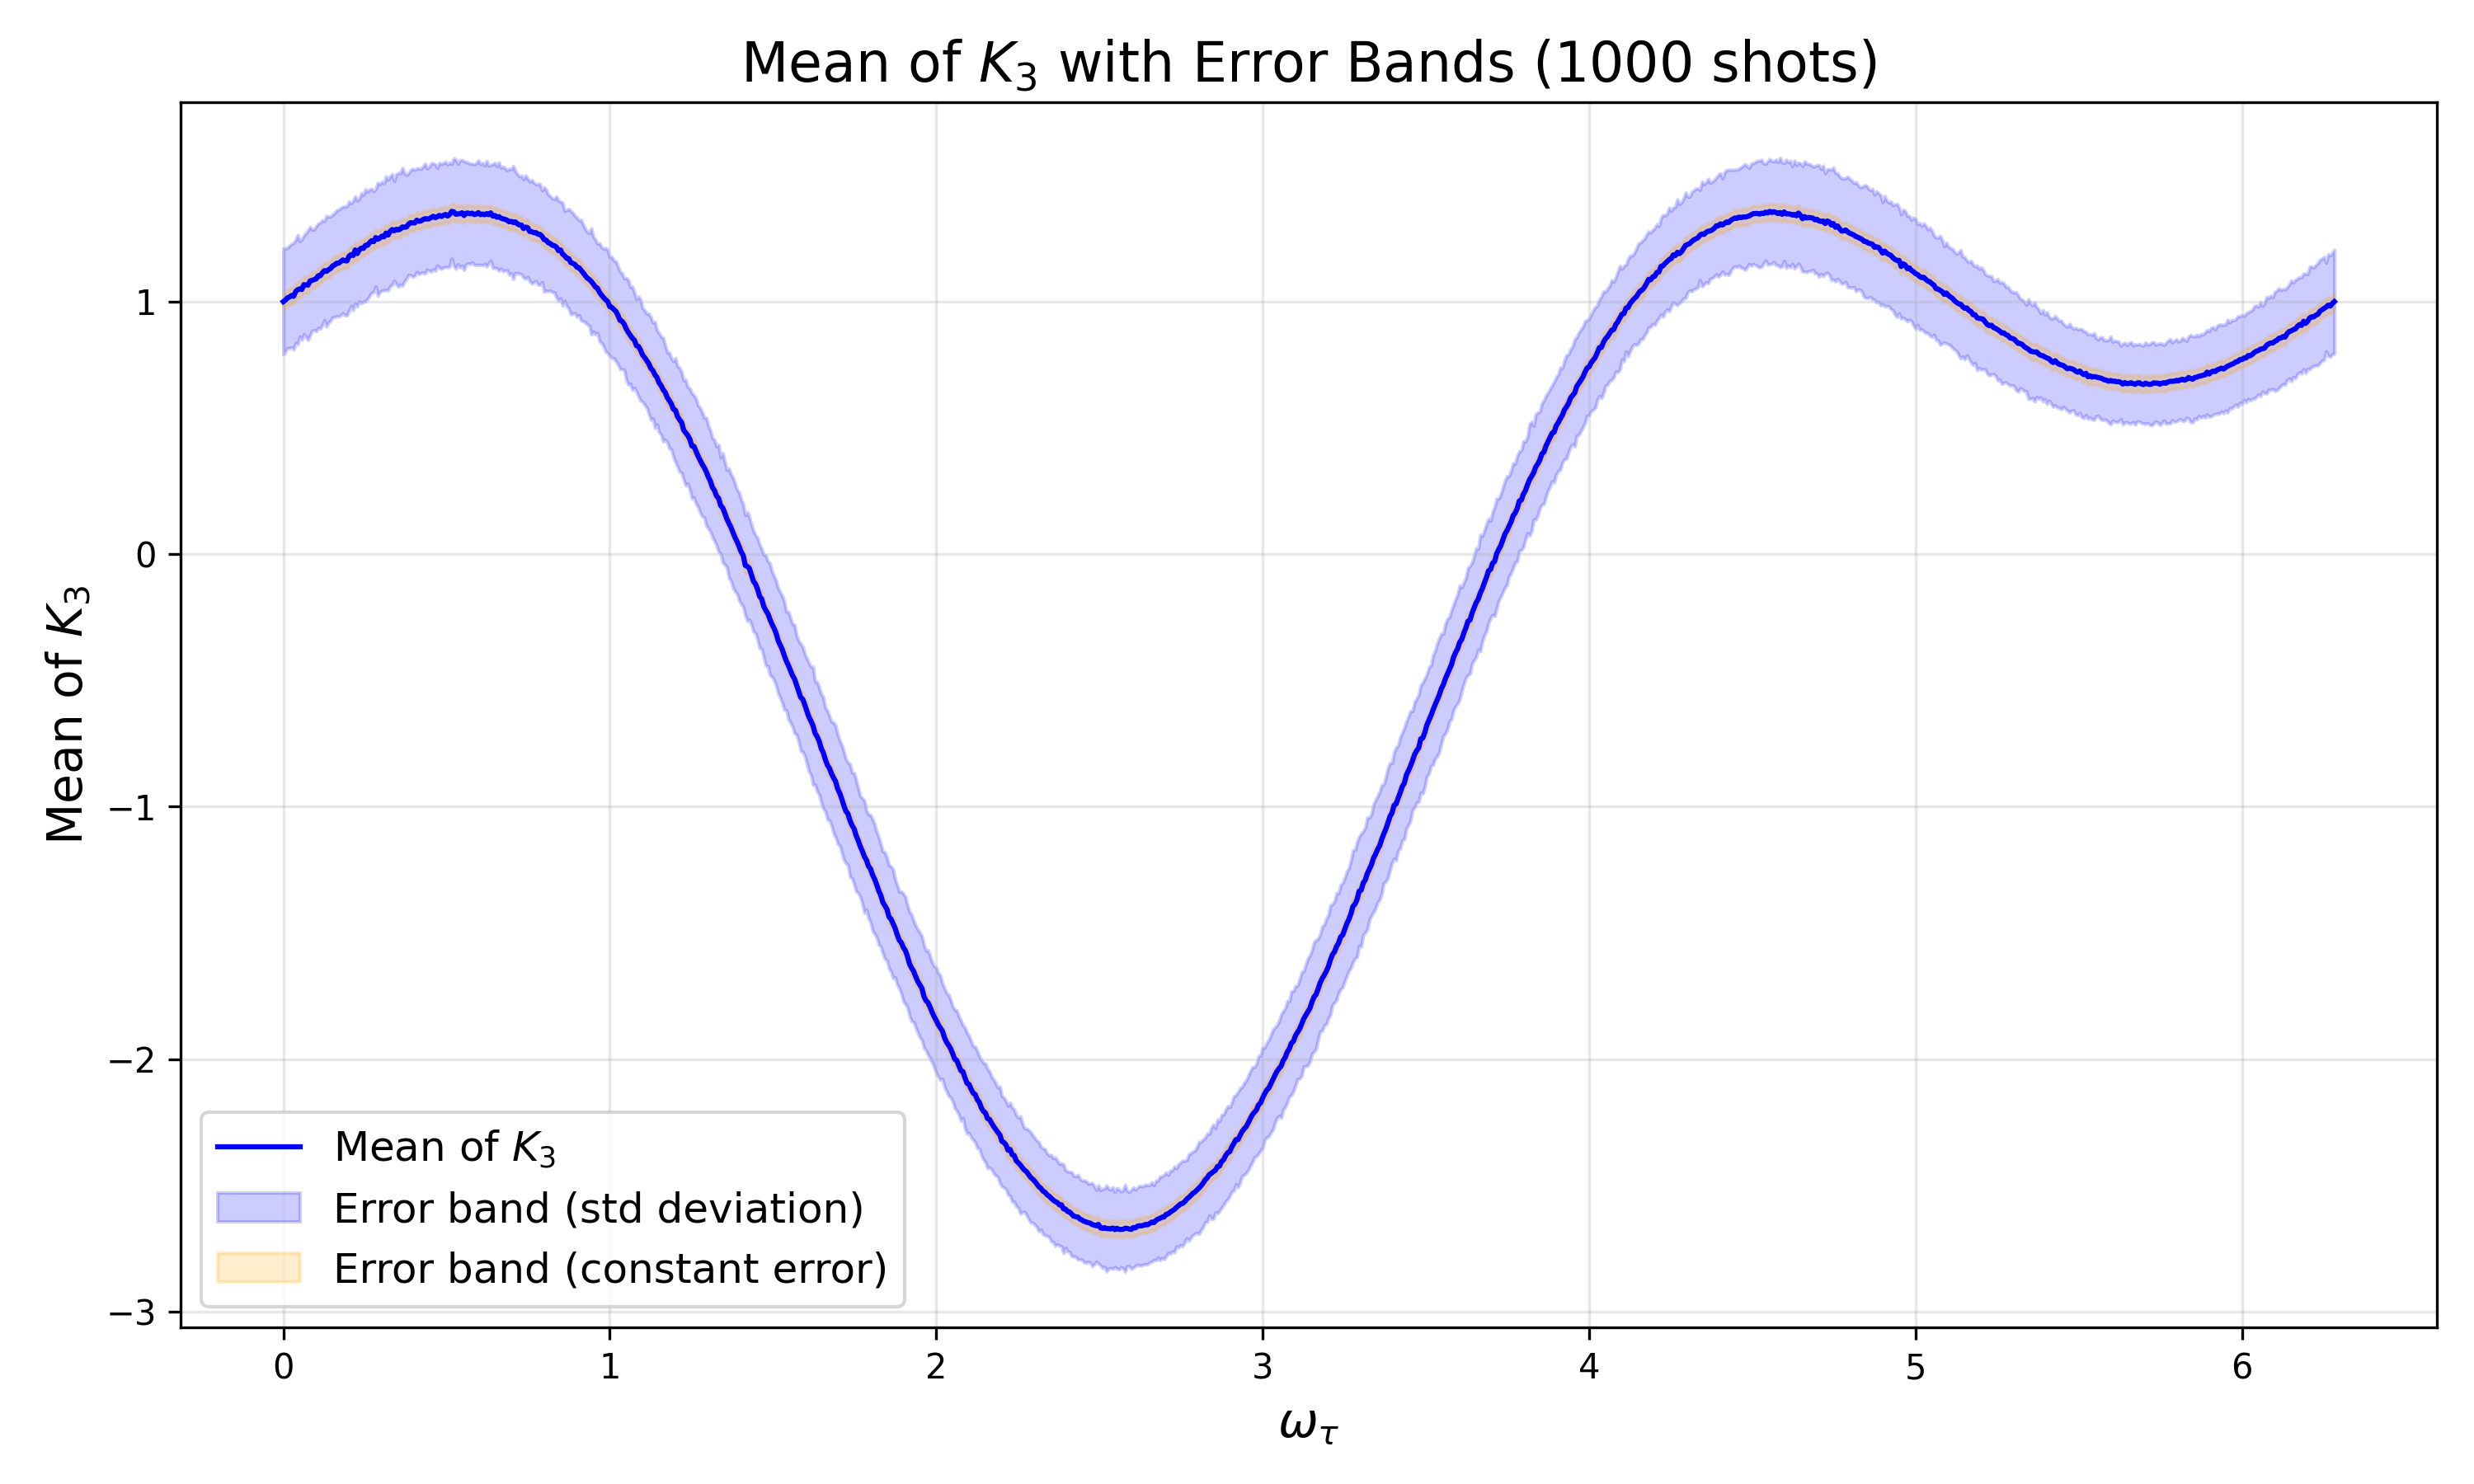 Mean of K₃ with Error Bands (1000 shots)
Mean of K₃
1
0
−1
−2
−3
Mean of K₃
Error band (std deviation)
Error band (constant error)
0 1 2 3 4 5 6
ω_τ